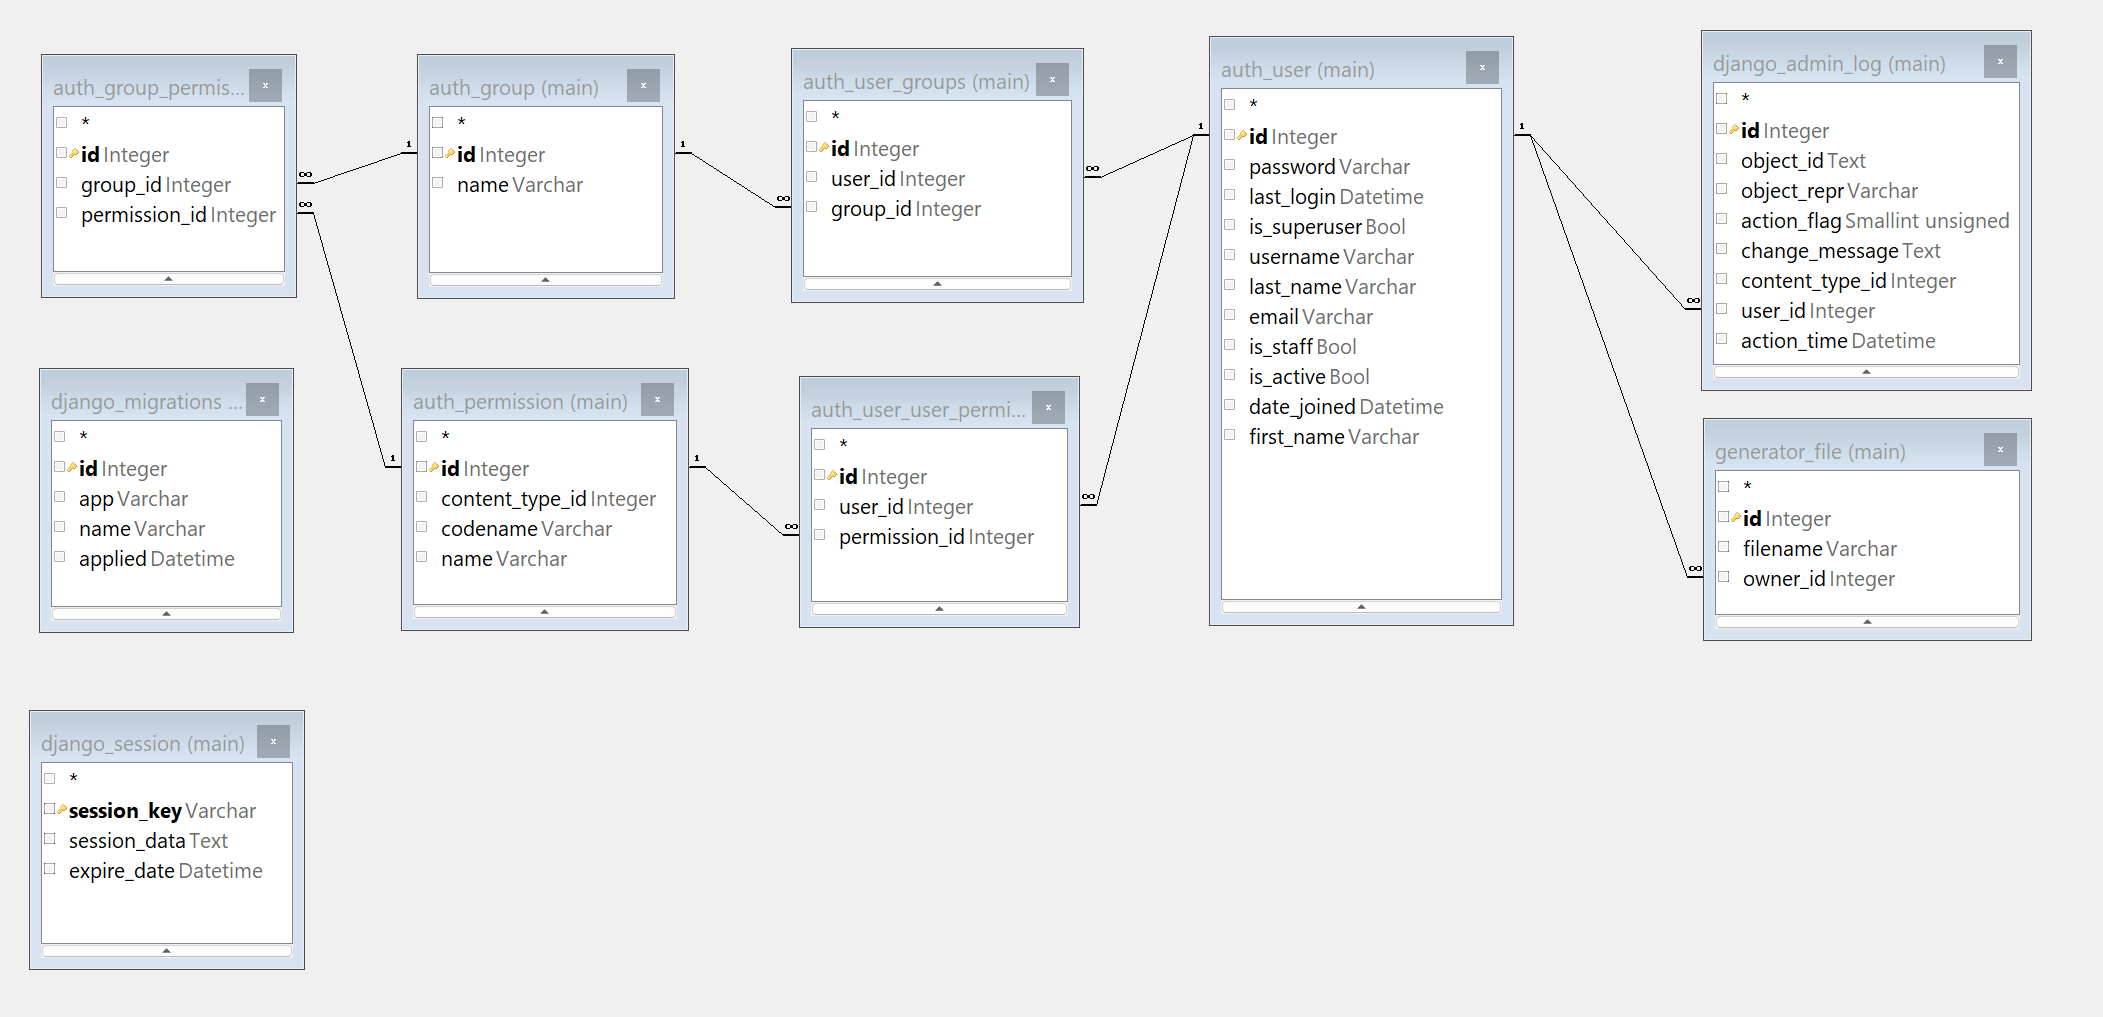 auth_group_permis... x
*
id Integer
group_id Integer
permission_id Integer
auth_group (main) x
*
id Integer
name Varchar
auth_user_groups (main) x
*
id Integer
user_id Integer
group_id Integer
auth_user (main) x
*
id Integer
password Varchar
last_login Datetime
is_superuser Bool
username Varchar
last_name Varchar
email Varchar
is_staff Bool
is_active Bool
date_joined Datetime
first_name Varchar
django_admin_log (main) x
*
id Integer
object_id Text
object_repr Varchar
action_flag Smallint unsigned
change_message Text
content_type_id Integer
user_id Integer
action_time Datetime
django_migrations ... x
*
id Integer
app Varchar
name Varchar
applied Datetime
auth_permission (main) x
*
id Integer
content_type_id Integer
codename Varchar
name Varchar
auth_user_user_permi... x
*
id Integer
user_id Integer
permission_id Integer
generator_file (main) x
*
id Integer
filename Varchar
owner_id Integer
django_session (main) x
*
session_key Varchar
session_data Text
expire_date Datetime
∞ 1
∞ 1
1 ∞
1 ∞
∞ 1
∞
1 ∞
∞